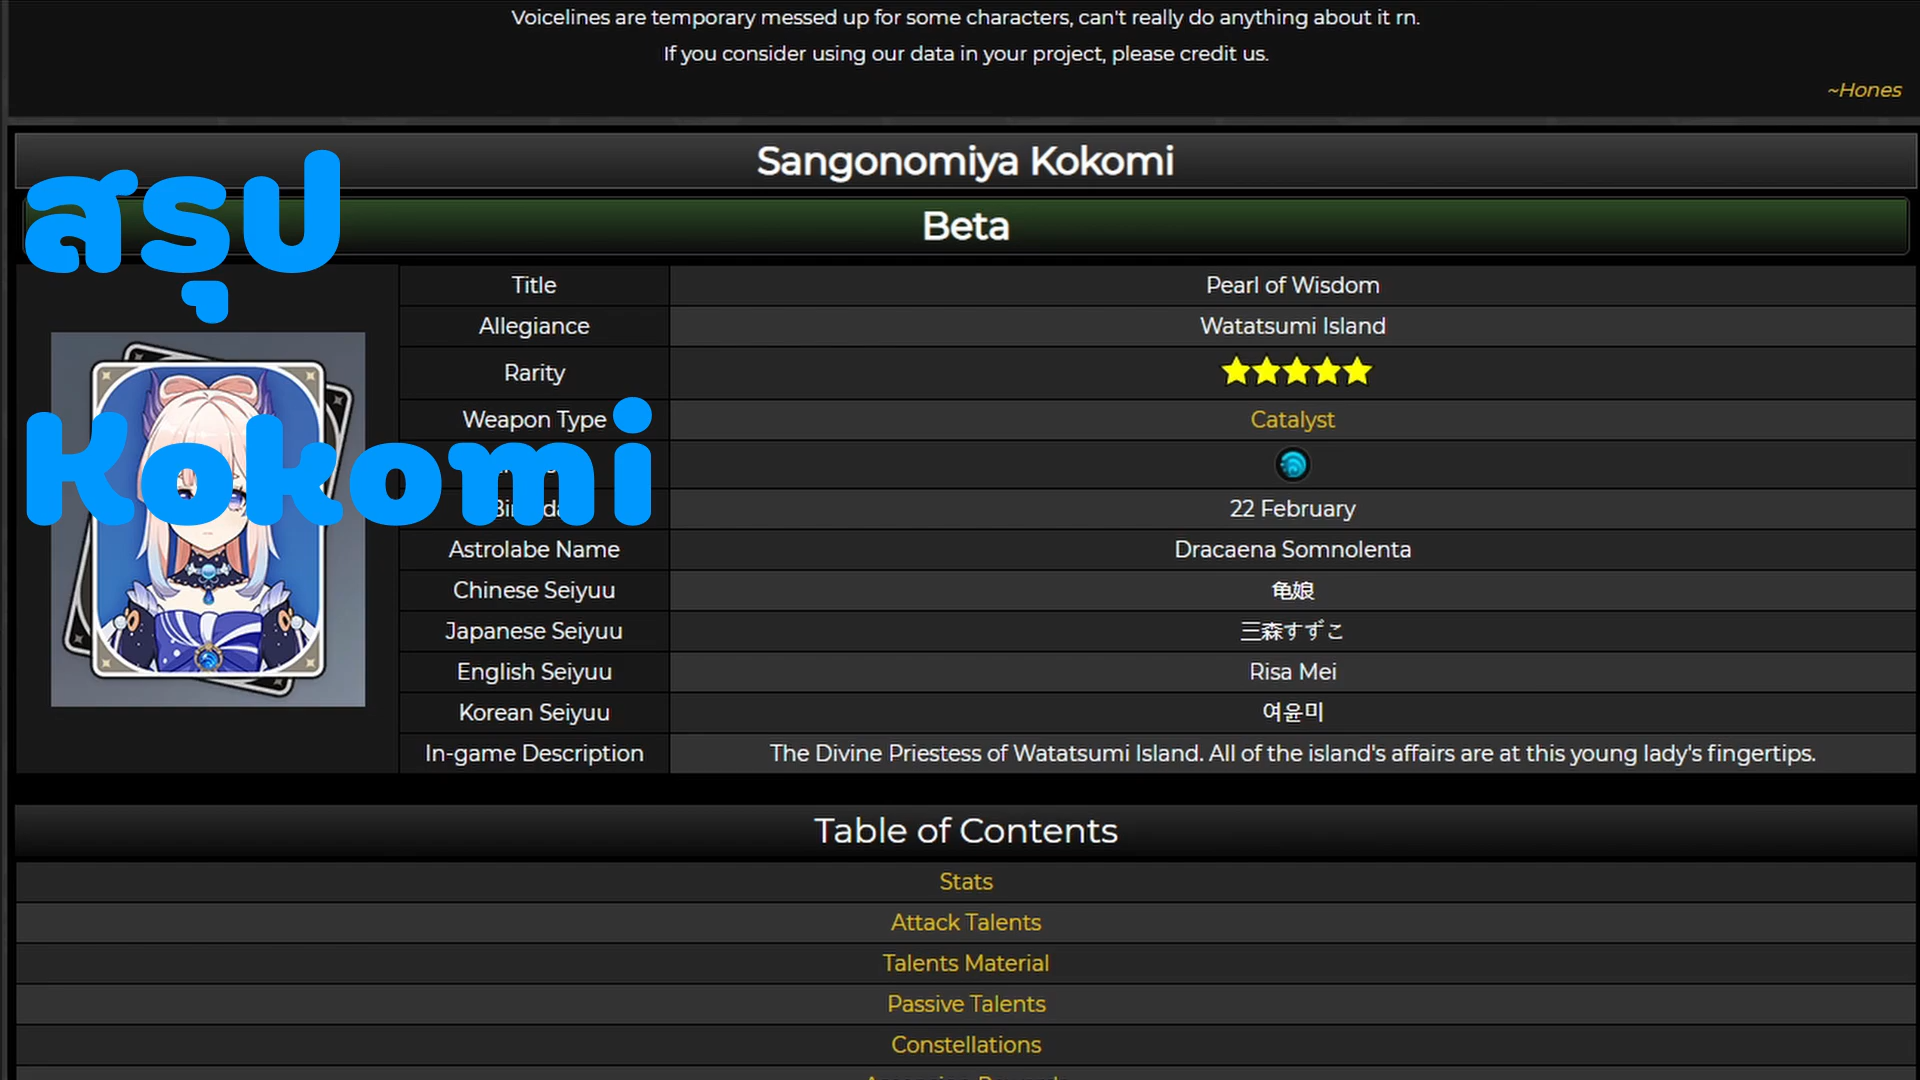 Voicelines are temporary messed up for some characters, can't really do anything about it rn.
If you consider using our data in your project, please credit us.
~Hones
Sangonomiya Kokomi
Beta
สรุป
Kokomi
Title Pearl of Wisdom
Allegiance Watatsumi Island
Rarity
Weapon Type Catalyst
22 February
Astrolabe Name Dracaena Somnolenta
Chinese Seiyuu 龟娘
Japanese Seiyuu 三森すずこ
English Seiyuu Risa Mei
Korean Seiyuu 여윤미
In-game Description The Divine Priestess of Watatsumi Island. All of the island's affairs are at this young lady's fingertips.
Table of Contents
Stats
Attack Talents
Talents Material
Passive Talents
Constellations